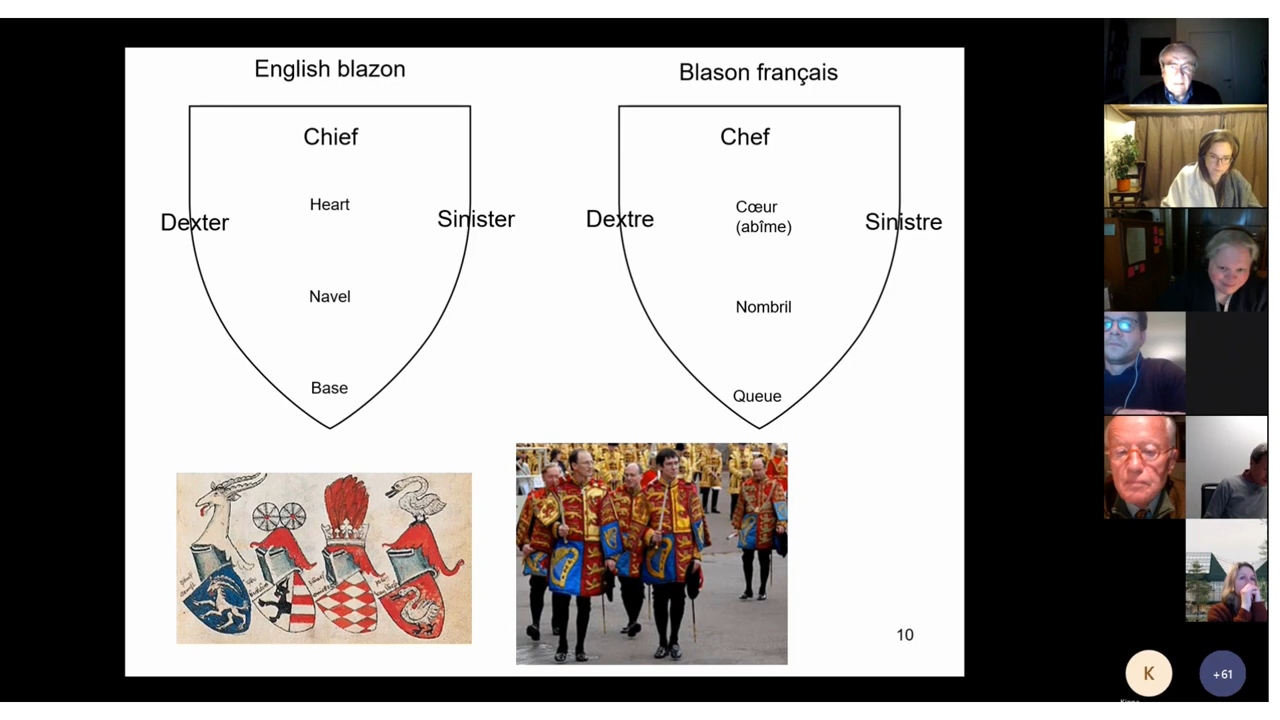 English blazon
Blason français
Chief
Chef
Heart
Cœur
(abîme)
Dexter
Sinister
Dextre
Sinistre
Navel
Nombril
Base
Queue
10
K
+61